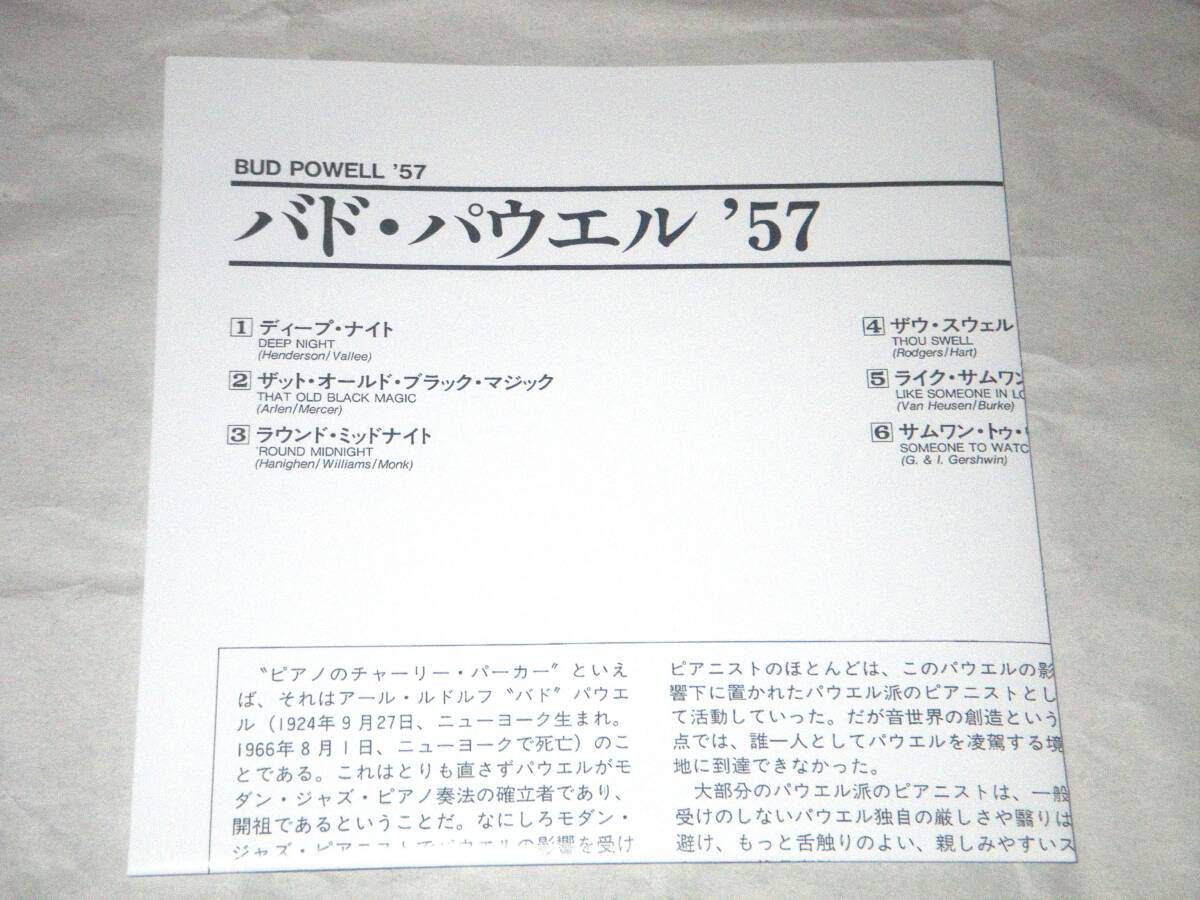 BUD POWELL '57
バド・パウエル '57
1 ディープ・ナイト
DEEP NIGHT
(Henderson/Vallee)
2 ザット・オールド・ブラック・マジック
THAT OLD BLACK MAGIC
(Arlen/Mercer)
3 ラウンド・ミッドナイト
'ROUND MIDNIGHT
(Hanighen/Williams/Monk)
4 ザウ・スウェル
THOU SWELL
(Rodgers/Hart)
5 ライク・サムワン
LIKE SOMEONE IN LO
(Van Heusen/Burke)
6 サムワン・トゥ・
SOMEONE TO WATC
(G. & I. Gershwin)
〝ピアノのチャーリー・パーカー〟といえ
ば、それはアール・ルドルフ〝バド〟パウエ
ル（1924年9月27日、ニューヨーク生まれ。
1966年8月1日、ニューヨークで死亡）のこ
とである。これはとりも直さずパウエルがモ
ダン・ジャズ・ピアノ奏法の確立者であり、
開祖であるということだ。なにしろモダン・
ジャズ・ピアニストでパウエルの影響を受け
ピアニストのほとんどは、このパウエルの影
響下に置かれたパウエル派のピアニストとし
て活動していった。だが音世界の創造という
点では、誰一人としてパウエルを凌駕する境
地に到達できなかった。
大部分のパウエル派のピアニストは、一般
受けのしないパウエル独自の厳しさや翳りは
避け、もっと舌触りのよい、親しみやすいス